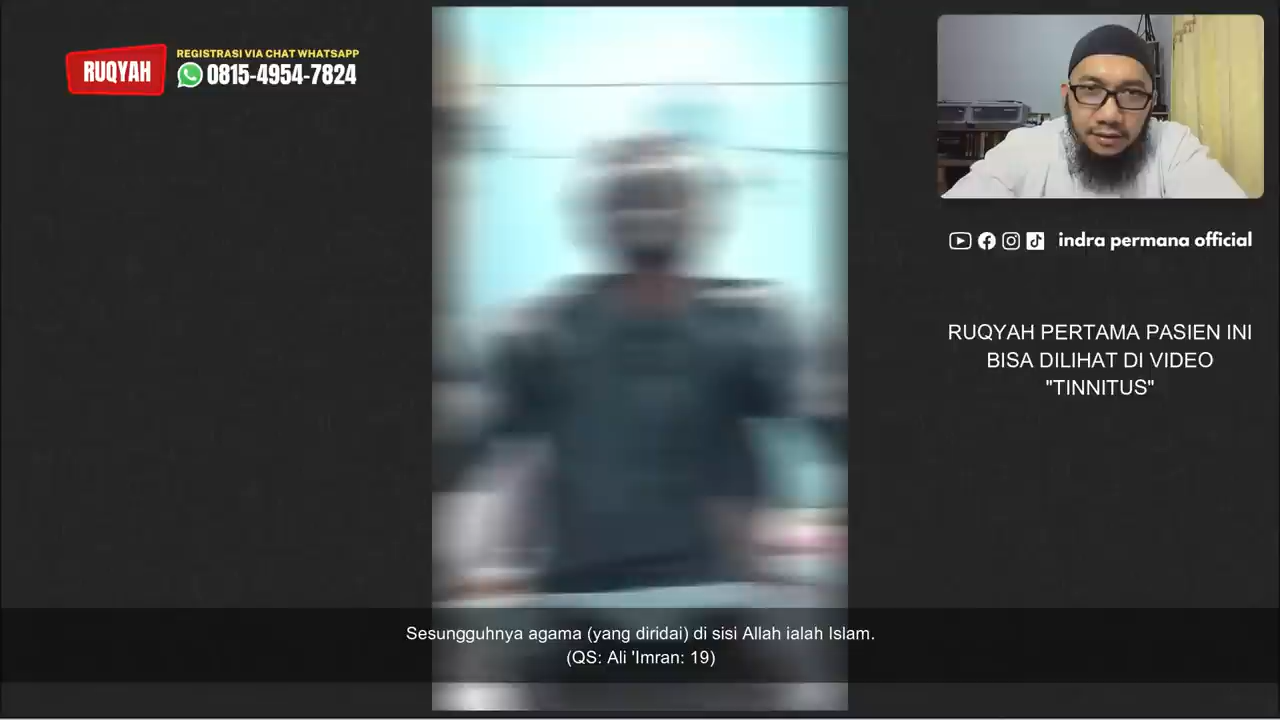 RUQYAH
REGISTRASI VIA CHAT WHATSAPP
0815-4954-7824
indra permana official
RUQYAH PERTAMA PASIEN INI
BISA DILIHAT DI VIDEO
"TINNITUS"
Sesungguhnya agama (yang diridai) di sisi Allah ialah Islam.
(QS: Ali 'Imran: 19)